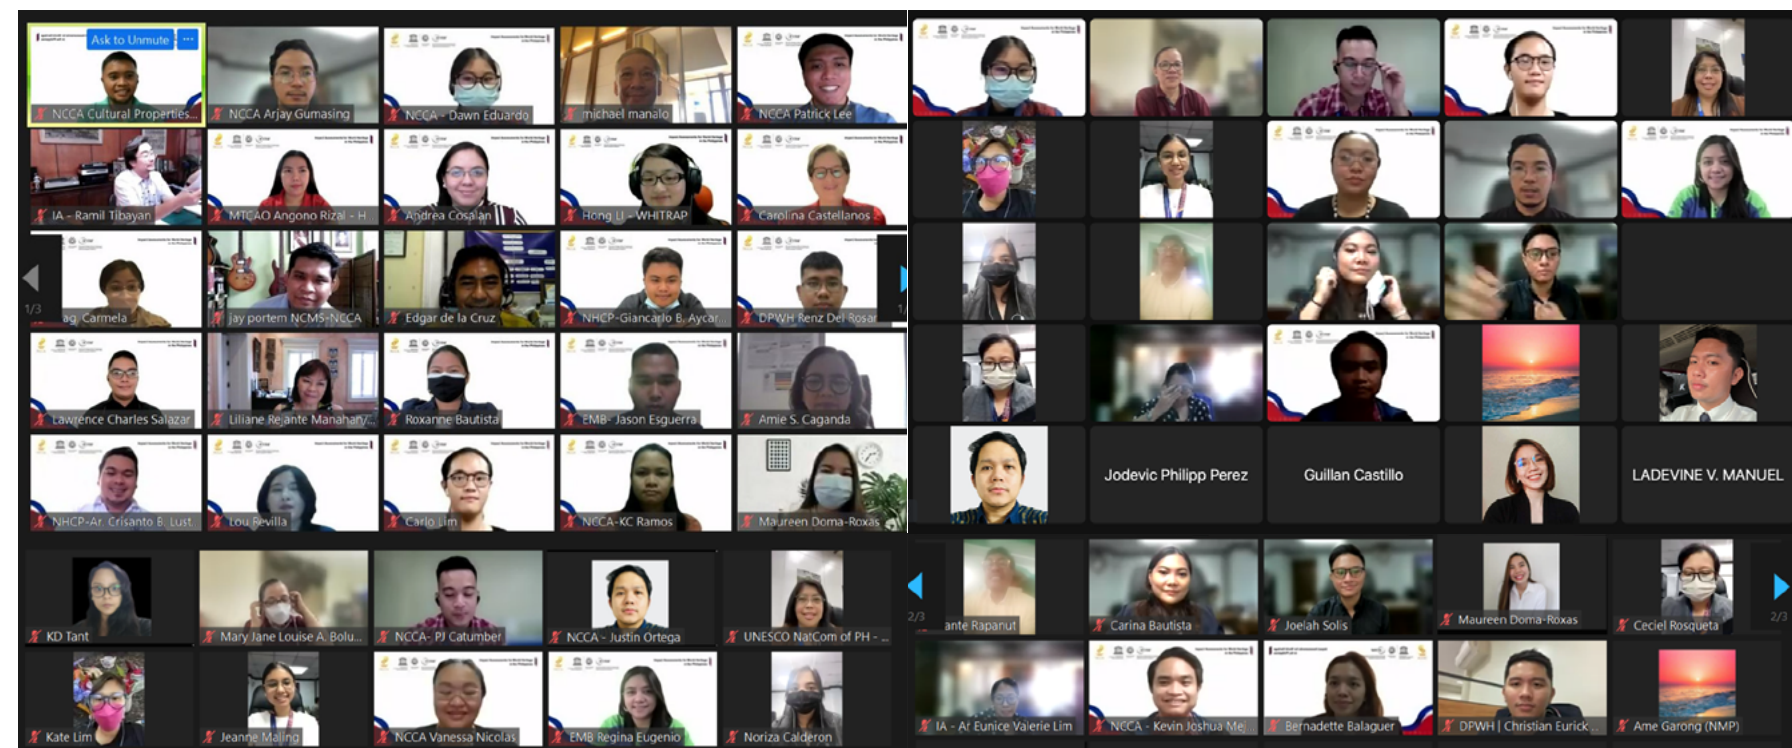 Ask to Unmute
NCCA Cultural Properties...
NCCA Arjay Gumasing
NCCA - Dawn Eduardo
michael manalo
NCCA Patrick Lee
IA - Ramil Tibayan
MTCAO Angono Rizal - H
Andrea Cosalan
Hong LI - WHITRAP
Carolina Castellanos
1/3
ag. Carmela
jay portem NCMS-NCCA
Edgar de la Cruz
NHCP-Giancarlo B. Aycar...
DPWH Renz Del Rosar
1/
Lawrence Charles Salazar
Liliane Rejante Manahan/...
Roxanne Bautista
EMB- Jason Esguerra
Amie S. Caganda
NHCP-Ar. Crisanto B. Lust.
Lou Revilla
Carlo Lim
NCCA-KC Ramos
Maureen Doma-Roxas
Jodevic Philipp Perez
Guillan Castillo
LADEVINE V. MANUEL
KD Tant
Mary Jane Louise A. Bolu...
NCCA- PJ Catumber
NCCA - Justin Ortega
UNESCO NatCom of PH - ...
Kate Lim
Jeanne Maling
NCCA Vanessa Nicolas
EMB Regina Eugenio
Noriza Calderon
2/3
ante Rapanut
Carina Bautista
Joelah Solis
Maureen Doma-Roxas
Ceciel Rosqueta
2/3
IA - Ar Eunice Valerie Lim
NCCA - Kevin Joshua Mej
Bernadette Balaguer
DPWH | Christian Eurick ..
Ame Garong (NMP)